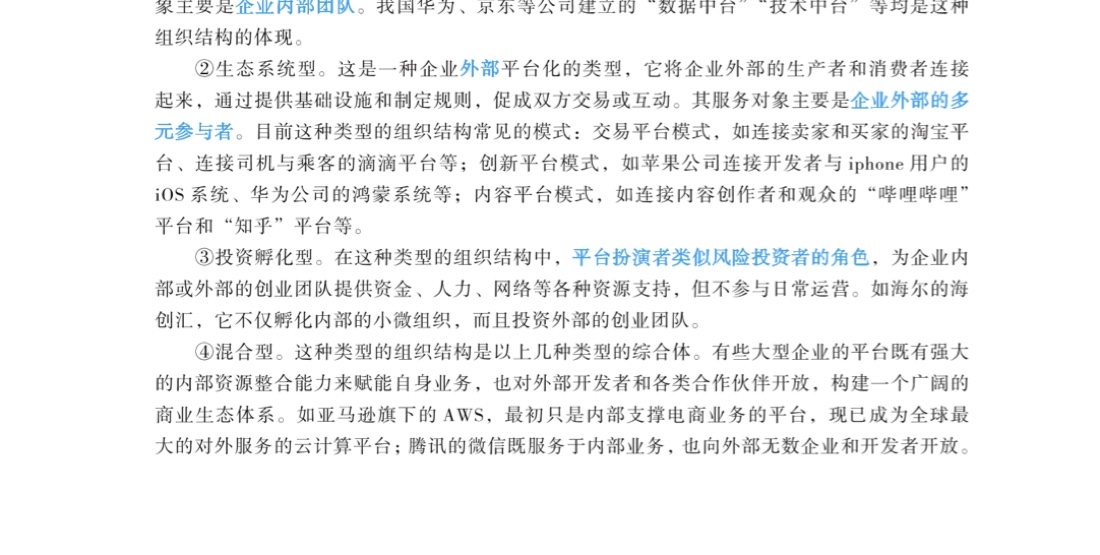 象主要是企业内部团队。我国华为、京东等公司建立的“数据中台”“技术中台”等均是这种
组织结构的体现。
②生态系统型。这是一种企业外部平台化的类型，它将企业外部的生产者和消费者连接
起来，通过提供基础设施和制定规则，促成双方交易或互动。其服务对象主要是企业外部的多
元参与者。目前这种类型的组织结构常见的模式：交易平台模式，如连接卖家和买家的淘宝平
台、连接司机与乘客的滴滴平台等；创新平台模式，如苹果公司连接开发者与 iphone 用户的
iOS 系统、华为公司的鸿蒙系统等；内容平台模式，如连接内容创作者和观众的“哔哩哔哩”
平台和“知乎”平台等。
③投资孵化型。在这种类型的组织结构中，平台扮演者类似风险投资者的角色，为企业内
部或外部的创业团队提供资金、人力、网络等各种资源支持，但不参与日常运营。如海尔的海
创汇，它不仅孵化内部的小微组织，而且投资外部的创业团队。
④混合型。这种类型的组织结构是以上几种类型的综合体。有些大型企业的平台既有强大
的内部资源整合能力来赋能自身业务，也对外部开发者和各类合作伙伴开放，构建一个广阔的
商业生态体系。如亚马逊旗下的 AWS，最初只是内部支撑电商业务的平台，现已成为全球最
大的对外服务的云计算平台；腾讯的微信既服务于内部业务，也向外部无数企业和开发者开放。